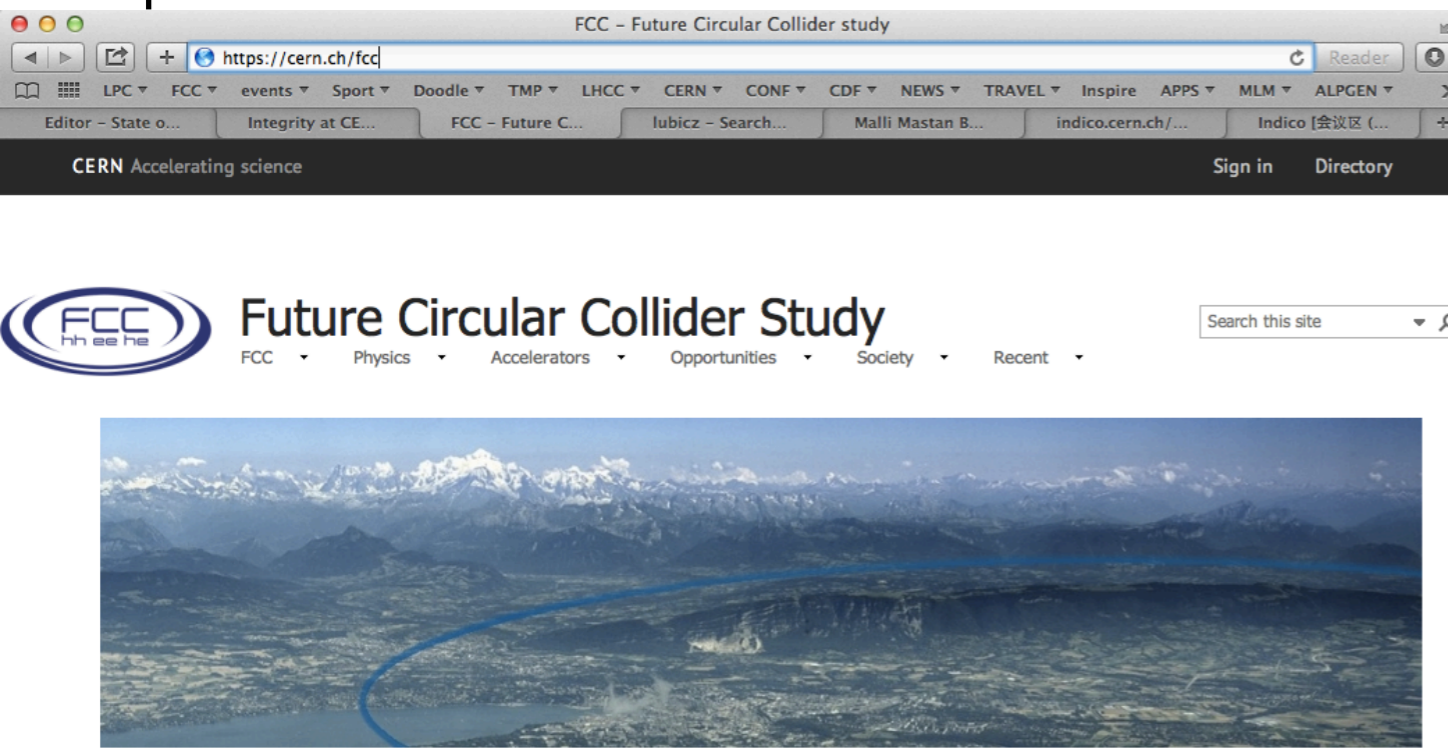 FCC – Future Circular Collider study
https://cern.ch/fcc
Reader
LPC FCC events Sport Doodle TMP LHCC CERN CONF CDF NEWS TRAVEL Inspire APPS MLM ALPGEN
Editor – State o... Integrity at CE... FCC – Future C... lubicz – Search... Malli Mastan B... indico.cern.ch/... Indico [会议区 (...
CERN Accelerating science Sign in Directory
FCC
hh ee he
Future Circular Collider Study
Search this site
FCC Physics Accelerators Opportunities Society Recent